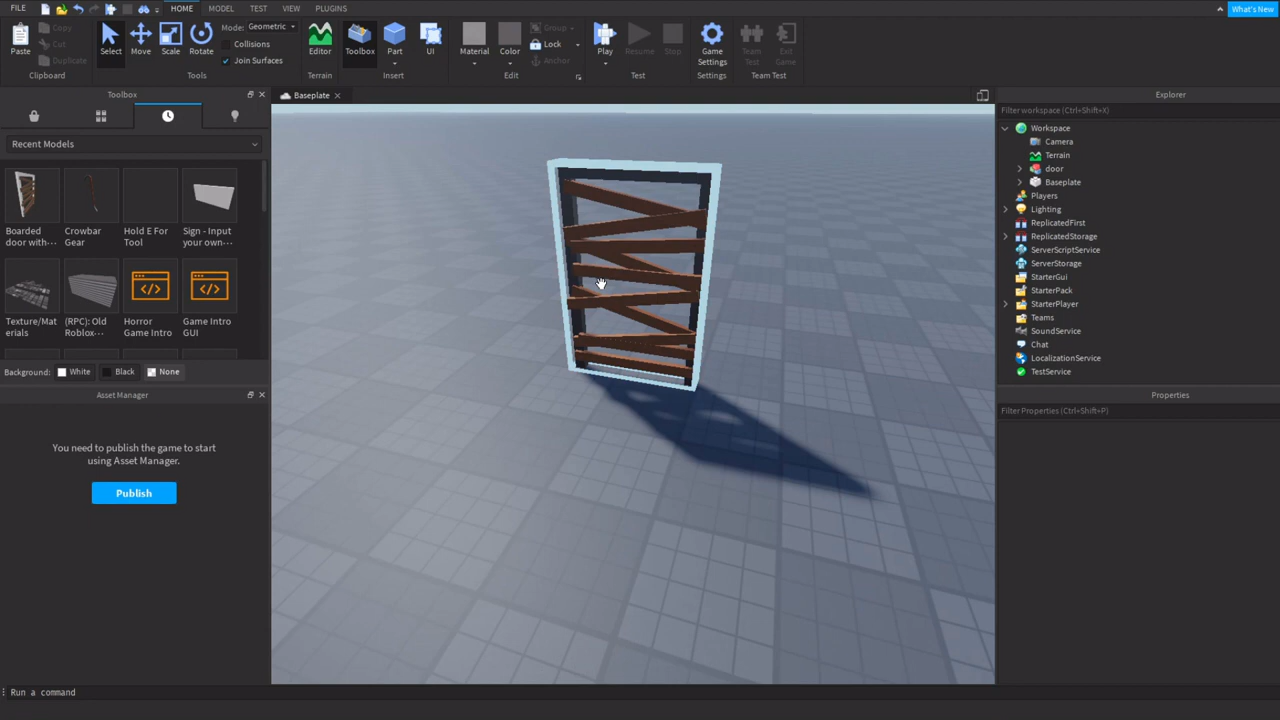 FILE HOME MODEL TEST VIEW PLUGINS What's New
Paste Copy Cut Duplicate Select Move Scale Rotate Mode: Geometric Collisions Join Surfaces Editor Toolbox Part UI Material Color Group Lock Anchor Play Resume Stop Game Settings Team Test Exit Game
Clipboard Tools Terrain Insert Edit Test Settings Team Test
Toolbox
Recent Models
Boarded door with···
Crowbar Gear
Hold E For Tool
Sign - Input your own···
Texture/Materials
(RPC): Old Roblox···
Horror Game Intro
Game Intro GUI
Background: White Black None
Asset Manager
You need to publish the game to start
using Asset Manager.
Publish
Baseplate
Explorer
Filter workspace (Ctrl+Shift+X)
Workspace
Camera
Terrain
door
Baseplate
Players
Lighting
ReplicatedFirst
ReplicatedStorage
ServerScriptService
ServerStorage
StarterGui
StarterPack
StarterPlayer
Teams
SoundService
Chat
LocalizationService
TestService
Properties
Filter Properties (Ctrl+Shift+P)
Run a command